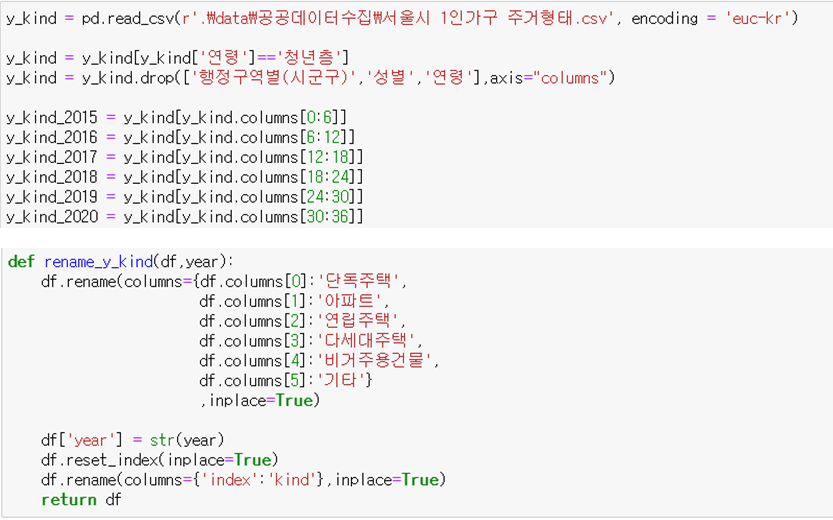 y_kind = pd.read_csv(r'.₩data₩공공데이터수집₩서울시 1인가구 주거형태.csv', encoding = 'euc-kr')
y_kind = y_kind[y_kind['연령']=='청년층']
y_kind = y_kind.drop(['행정구역별(시군구)','성별','연령'],axis="columns")
y_kind_2015 = y_kind[y_kind.columns[0:6]]
y_kind_2016 = y_kind[y_kind.columns[6:12]]
y_kind_2017 = y_kind[y_kind.columns[12:18]]
y_kind_2018 = y_kind[y_kind.columns[18:24]]
y_kind_2019 = y_kind[y_kind.columns[24:30]]
y_kind_2020 = y_kind[y_kind.columns[30:36]]
def rename_y_kind(df,year):
    df.rename(columns={df.columns[0]:'단독주택',
                       df.columns[1]:'아파트',
                       df.columns[2]:'연립주택',
                       df.columns[3]:'다세대주택',
                       df.columns[4]:'비거주용건물',
                       df.columns[5]:'기타'}
                       ,inplace=True)
    df['year'] = str(year)
    df.reset_index(inplace=True)
    df.rename(columns={'index':'kind'},inplace=True)
    return df